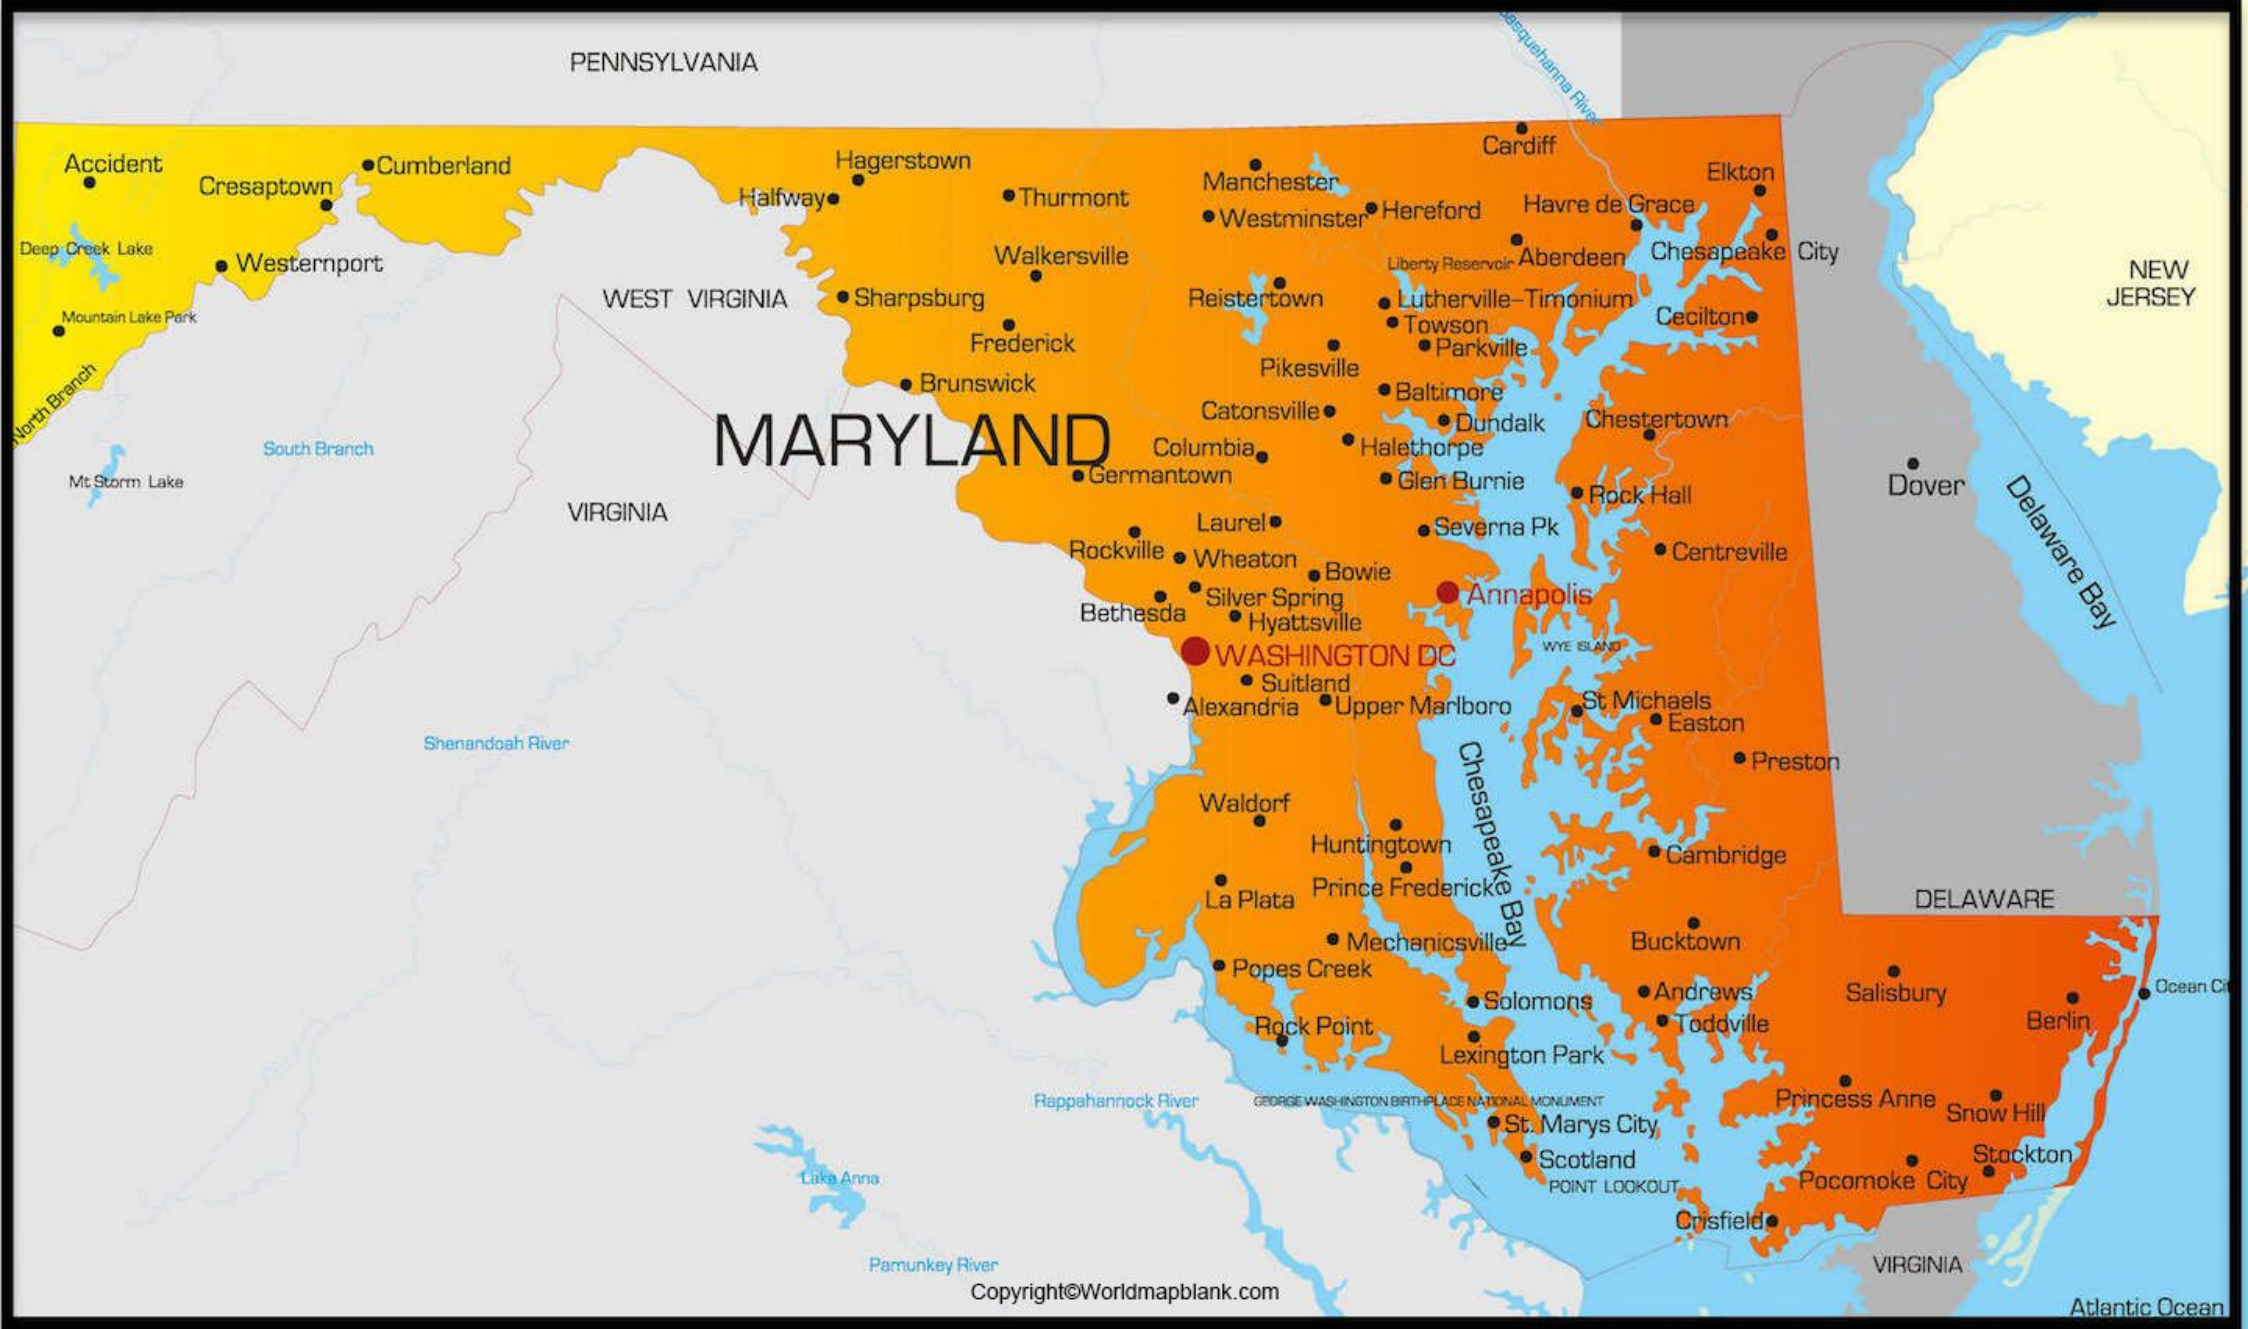 PENNSYLVANIA
Susquehanna River
Cardiff
Accident
Cumberland
Hagerstown
Manchester
Elkton
Cresaptown
Halfway
Thurmont
Westminster
Hereford
Havre de Grace
Deep Creek Lake
Westernport
Walkersville
Liberty Reservoir
Aberdeen
Chesapeake City
NEW
JERSEY
Mountain Lake Park
WEST VIRGINIA
Sharpsburg
Reistertown
Lutherville-Timonium
Cecilton
Frederick
Towson
Parkville
North Branch
Brunswick
Pikesville
Baltimore
Catonsville
Dundalk
Chestertown
MARYLAND
South Branch
Columbia
Halethorpe
Mt Storm Lake
Germantown
Glen Burnie
Rock Hall
Dover
Delaware Bay
VIRGINIA
Laurel
Severna Pk
Rockville
Wheaton
Bowie
Centreville
Annapolis
Silver Spring
Bethesda
Hyattsville
WYE ISLAND
WASHINGTON DC
Suitland
Alexandria
Upper Marlboro
St Michaels
Easton
Shenandoah River
Chesapeake Bay
Preston
Waldorf
Huntingtown
Cambridge
La Plata
Prince Fredericke
DELAWARE
Mechanicsville
Bucktown
Popes Creek
Solomons
Andrews
Salisbury
Ocean Cit
Rock Point
Toddville
Berlin
Lexington Park
Rappahannock River
GEORGE WASHINGTON BIRTHPLACE NATIONAL MONUMENT
Princess Anne
Snow Hill
St. Marys City
Lake Anna
Scotland
Stockton
POINT LOOKOUT
Pocomoke City
Crisfield
Pamunkey River
VIRGINIA
Copyright©Worldmapblank.com
Atlantic Ocean